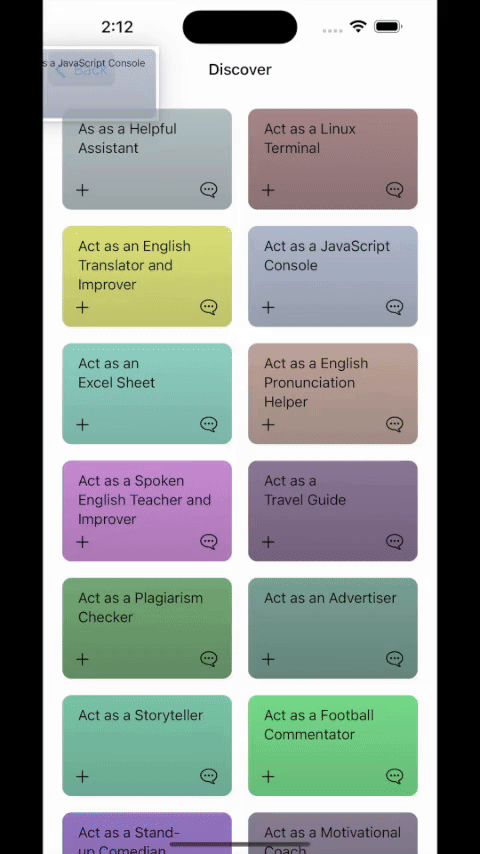 2:12
s a JavaScript Console
Back
Discover
As as a Helpful
Assistant
Act as a Linux
Terminal
Act as an English
Translator and
Improver
Act as a JavaScript
Console
Act as an
Excel Sheet
Act as a English
Pronunciation
Helper
Act as a Spoken
English Teacher and
Improver
Act as a
Travel Guide
Act as a Plagiarism
Checker
Act as an Advertiser
Act as a Storyteller
Act as a Football
Commentator
Act as a Stand-
up Comedian
Act as a Motivational
Coach